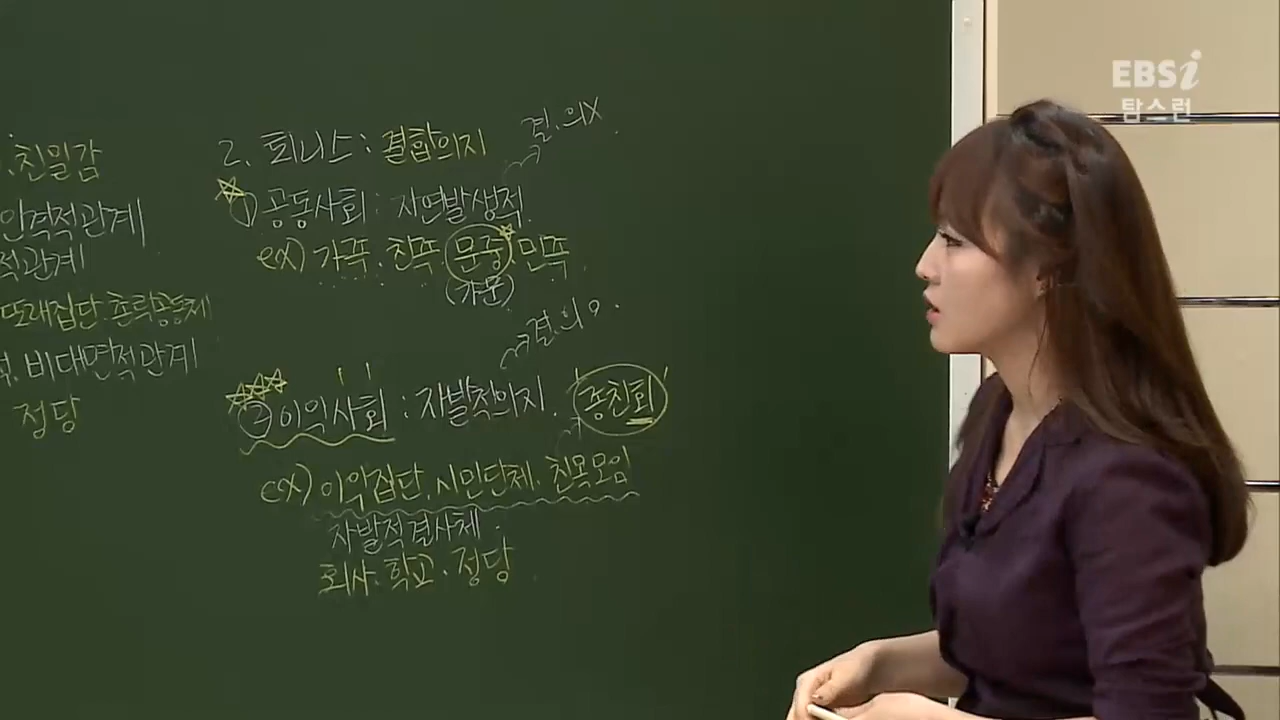 친밀감
인격적관계
적관계
또래집단. 촌락공동체
. 비대면적관계
정당
2. 퇴니스 : 결합의지
결.의X
① 공동사회 : 자연발생적
ex) 가족. 친족. 문중 민족
(가문)
결.의O
② 이익사회 : 자발적의지. 종친회
ex) 이익집단. 시민단체. 친목모임
자발적결사체.
회사. 학교. 정당
EBSi
탐스런